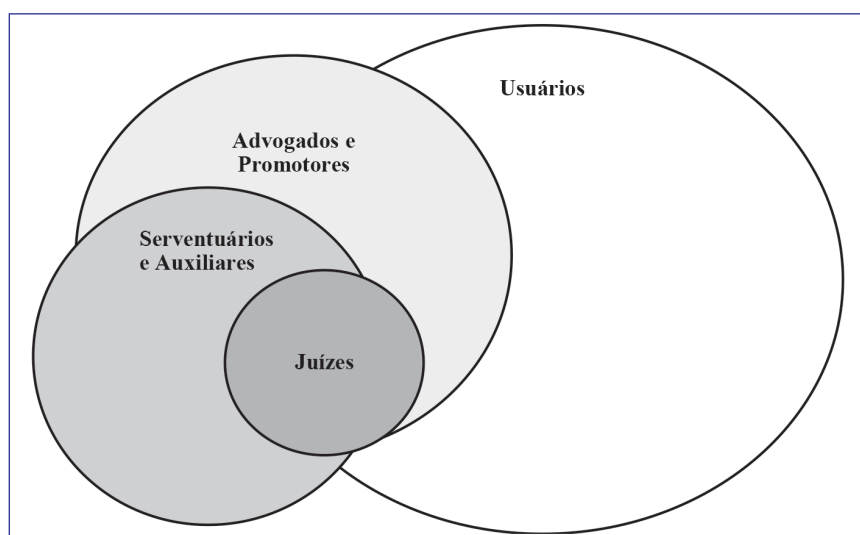 Usuários
Advogados e
Promotores
Serventuários
e Auxiliares
Juízes